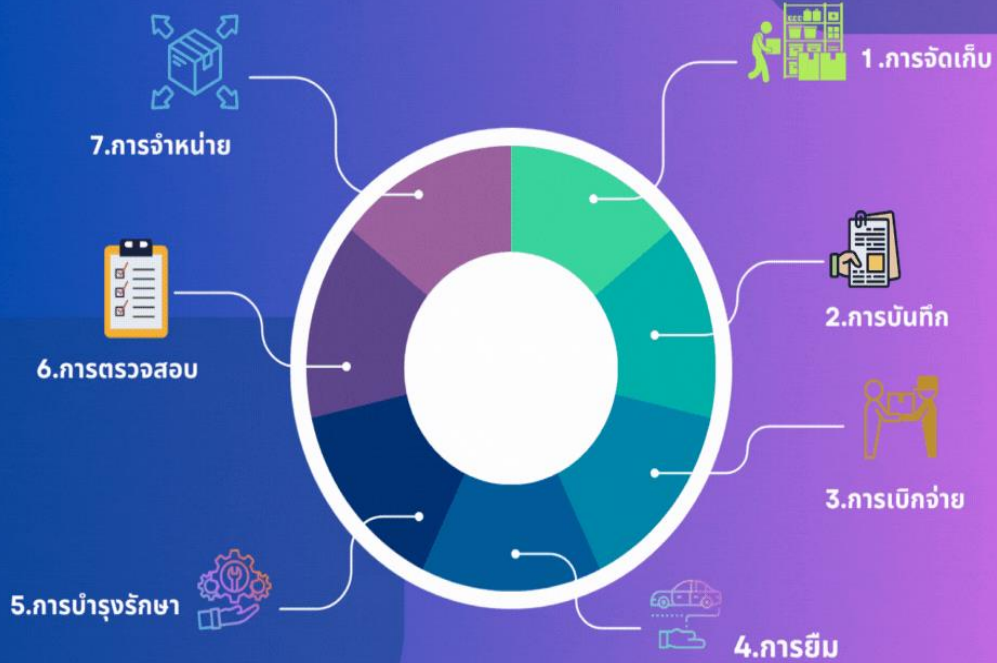 1.การจัดเก็บ
2.การบันทึก
3.การเบิกจ่าย
4.การยืม
5.การบำรุงรักษา
6.การตรวจสอบ
7.การจำหน่าย